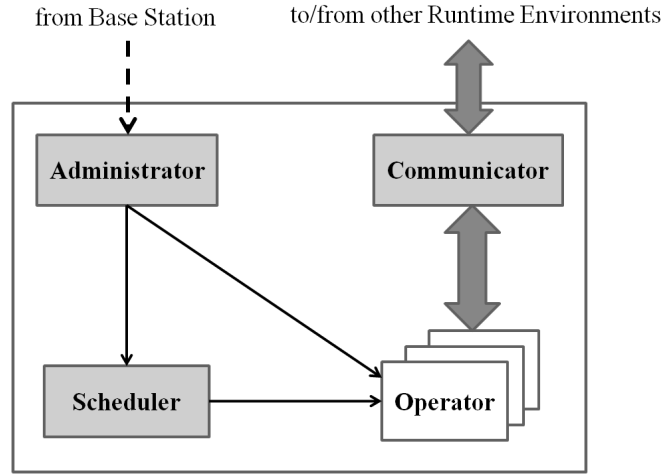 from Base Station
to/from other Runtime Environments
Administrator
Communicator
Scheduler
Operator